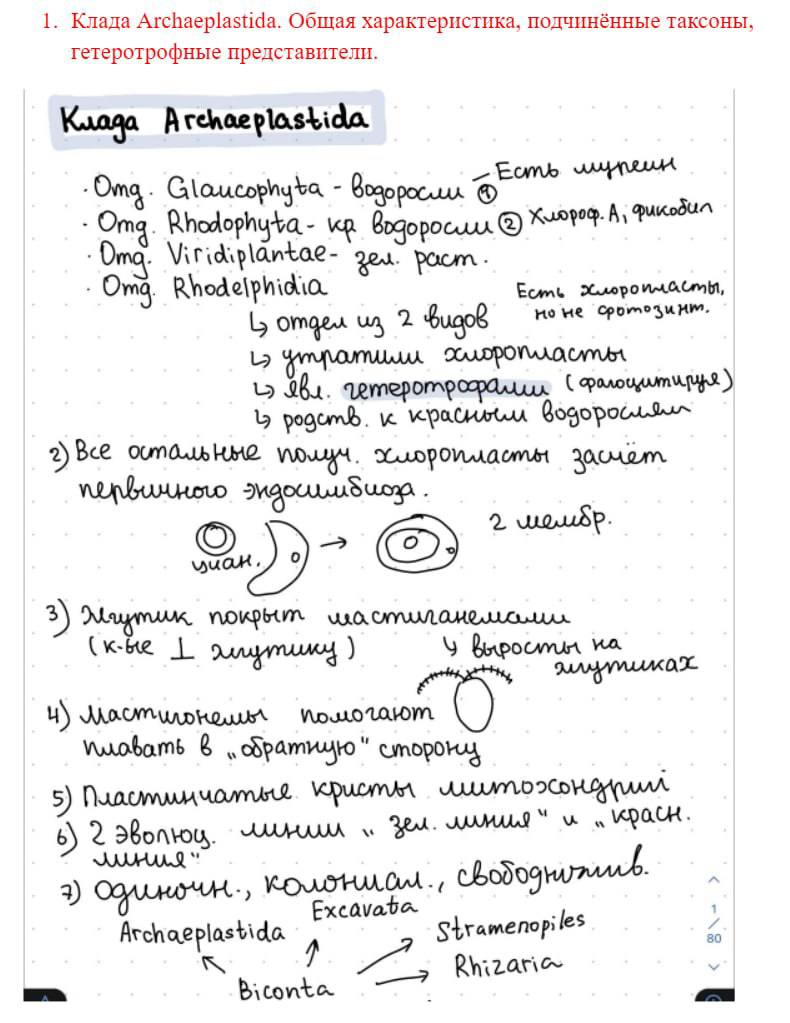 1. Клада Archaeplastida. Общая характеристика, подчинённые таксоны,
гетеротрофные представители.
Клада Archaeplastida
· Отд. Glaucophyta - водоросли ① – Есть муреин
· Отд. Rhodophyta - кр. водоросли ② Хлороф. А, фикобил
· Отд. Viridiplantae - зел. раст.
· Отд. Rhodelphidia
Есть хлоропласты,
но не фотозинт.
↳ отдел из 2 видов
↳ утратили хлоропласты
↳ явл. гетеротрофами (фагоцитируя)
↳ родств. к красным водорослям
2) Все остальные получ. хлоропласты засчёт
первичного эндосимбиоза.
циан. → 2 мембр.
3) Жгутик покрыт мастиганемами
(к-ые ⊥ жгутику) ↳ выросты на
жгутиках
4) Мастигонемы помогают
плавать в „обратную" сторону
5) Пластинчатые кристы митохондрий
6) 2 эволюц. линии „зел. линия" и „красн.
линия"
7) одиночн., колониал., свободножив.
Excavata
Archaeplastida
Stramenopiles
Rhizaria
Biconta
1
/
80